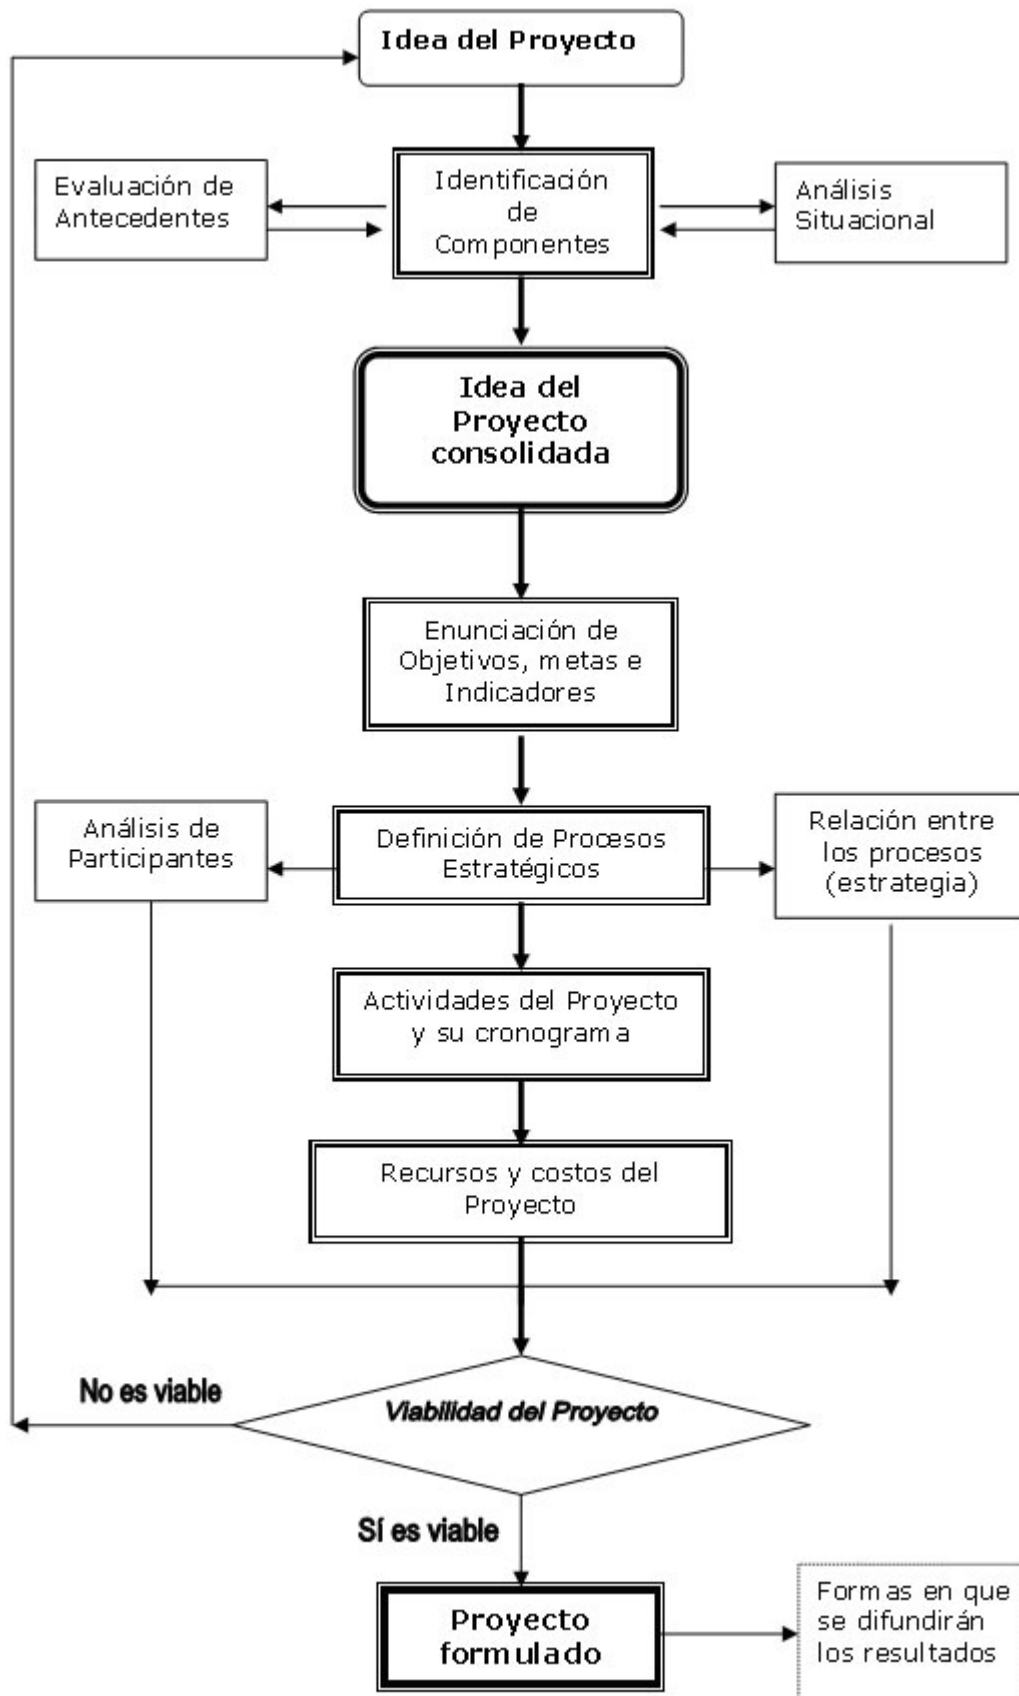 Idea del Proyecto
Evaluación de
Antecedentes
Identificación
de
Componentes
Análisis
Situacional
Idea del
Proyecto
consolidada
Enunciación de
Objetivos, metas e
Indicadores
Análisis de
Participantes
Definición de Procesos
Estratégicos
Relación entre
los procesos
(estrategia)
Actividades del Proyecto
y su cronograma
Recursos y costos del
Proyecto
No es viable
Viabilidad del Proyecto
Sí es viable
Proyecto
formulado
Formas en que
se difundirán
los resultados